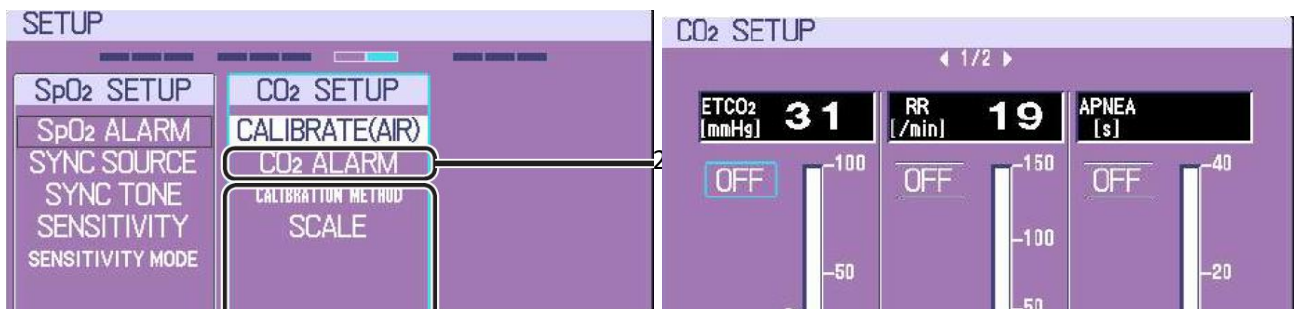 SETUP
SpO2 SETUP
SpO2 ALARM
SYNC SOURCE
SYNC TONE
SENSITIVITY
SENSITIVITY MODE
CO2 SETUP
CALIBRATE(AIR)
CO2 ALARM
CALIBRATION METHOD
SCALE
2
CO2 SETUP
1/2
ETCO2
[mmHg] 31
OFF
100
50
RR
[/min] 19
OFF
150
100
50
APNEA
[s]
OFF
40
20